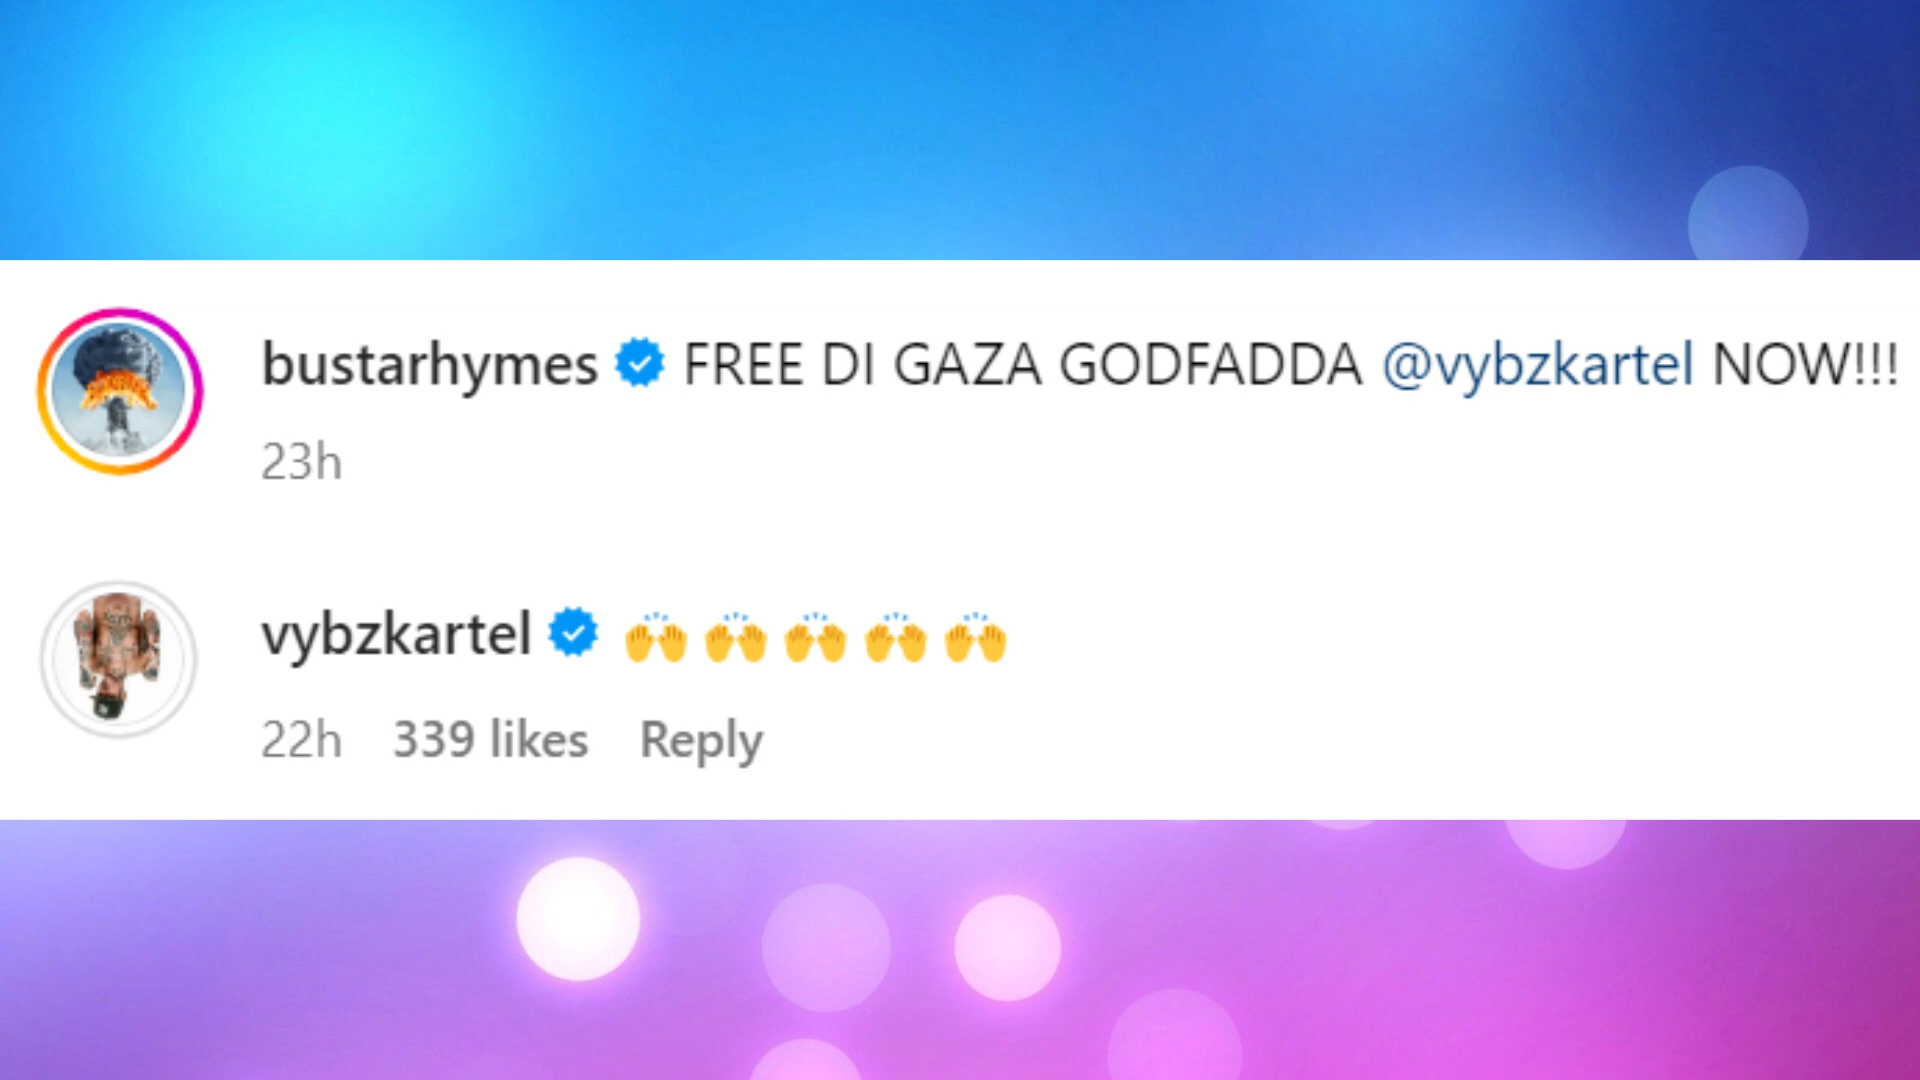 bustarhymes FREE DI GAZA GODFADDA @vybzkartel NOW!!!
23h
vybzkartel 🙌 🙌 🙌 🙌 🙌
22h 339 likes Reply